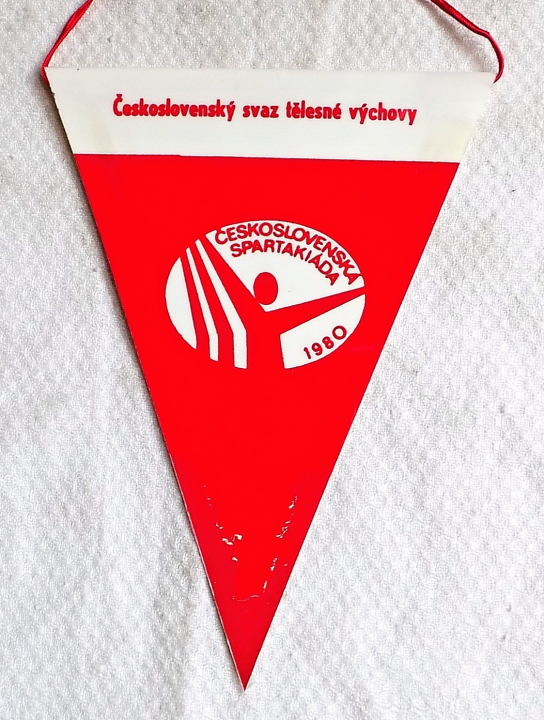 Československý svaz tělesné výchovy
ČESKOSLOVENSKÁ
SPARTAKIÁDA
1980